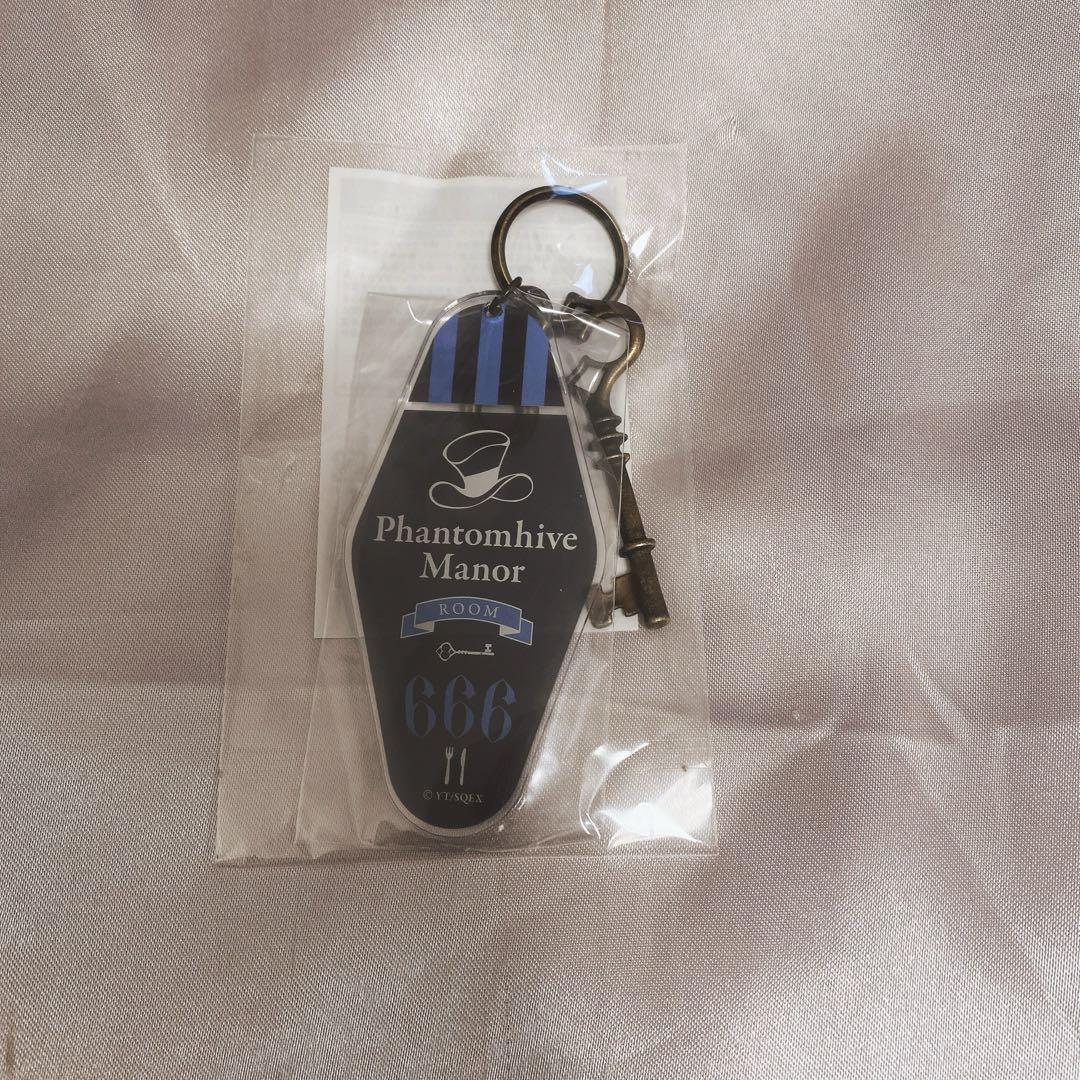 Phantomhive
Manor
ROOM
666
© YT/SQEX